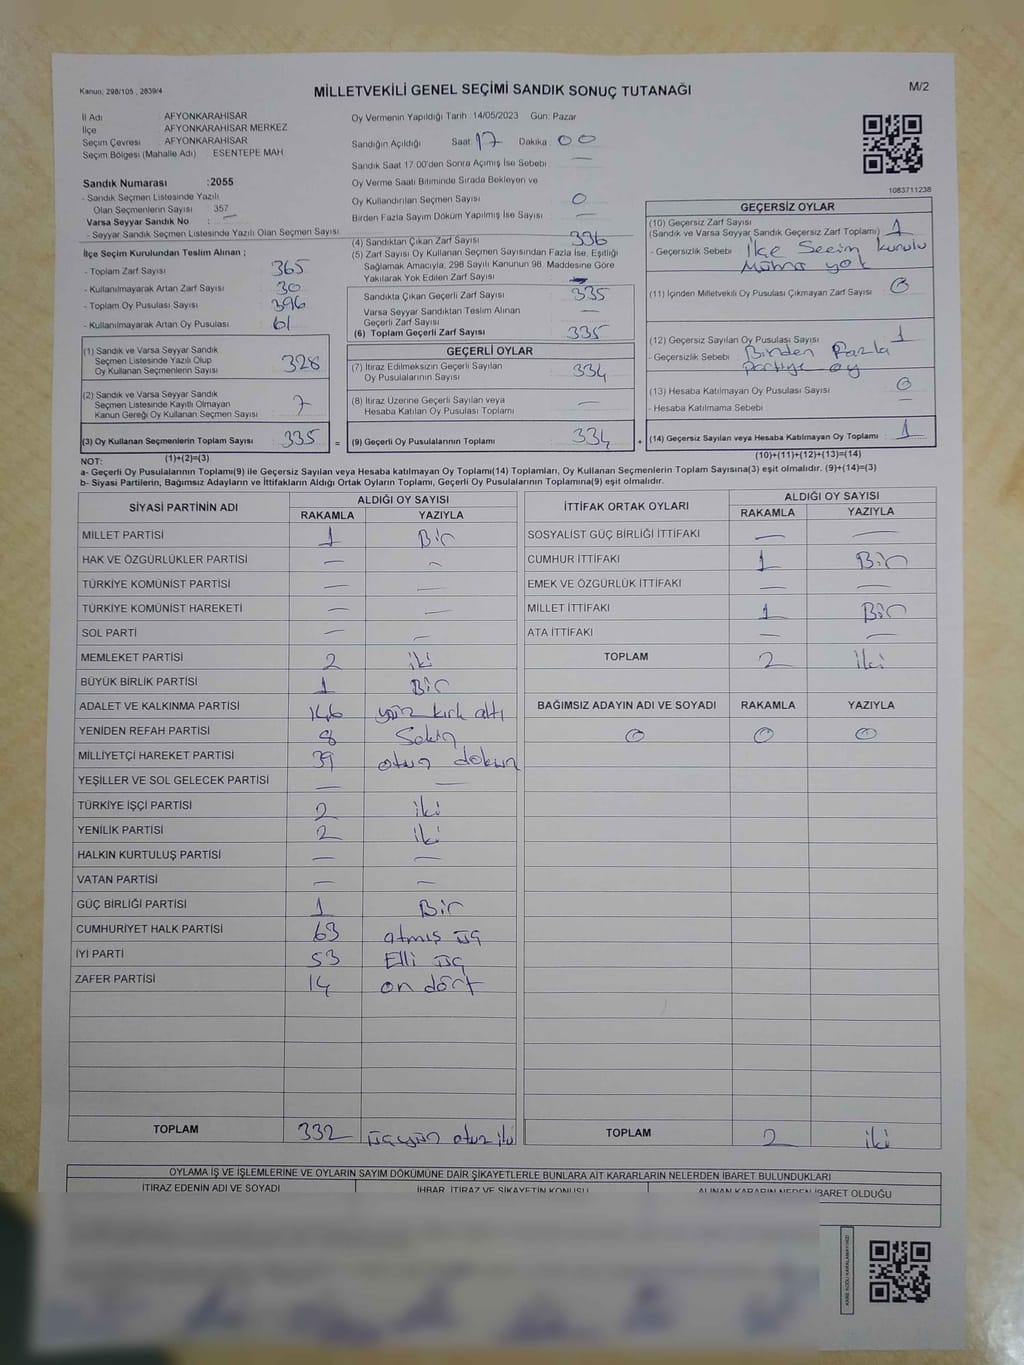 Kanun, 298/105 , 2839/4
MİLLETVEKİLİ GENEL SEÇİMİ SANDIK SONUÇ TUTANAĞI
M/2
İl Adı : AFYONKARAHİSAR
İlçe : AFYONKARAHİSAR MERKEZ
Seçim Çevresi : AFYONKARAHİSAR
Seçim Bölgesi (Mahalle Adı) : ESENTEPE MAH
Sandık Numarası :2055
- Sandık Seçmen Listesinde Yazılı
Olan Seçmenlerin Sayısı : 357
Varsa Seyyar Sandık No : —
- Seyyar Sandık Seçmen Listesinde Yazılı Olan Seçmen Sayısı
Oy Vermenin Yapıldığı Tarih :14/05/2023 Gün: Pazar
Sandığın Açıldığı Saat: 17 Dakika : 00
Sandık Saat 17:00'den Sonra Açımış İse Sebebi : —
Oy Verme Saati Bitiminde Sırada Bekleyen ve
Oy Kullandırılan Seçmen Sayısı : 0
Birden Fazla Sayım Döküm Yapılmış İse Sayısı : —
1083711238
İlçe Seçim Kurulundan Teslim Alınan ;
- Toplam Zarf Sayısı : 365
- Kullanılmayarak Artan Zarf Sayısı : 30
- Toplam Oy Pusulası Sayısı : 396
- Kullanılmayarak Artan Oy Pusulası : 61
(4) Sandıktan Çıkan Zarf Sayısı : 336
(5) Zarf Sayısı Oy Kullanan Seçmen Sayısından Fazla İse, Eşitliği
Sağlamak Amacıyla, 298 Sayılı Kanunun 98. Maddesine Göre
Yakılarak Yok Edilen Zarf Sayısı :
Sandıkta Çıkan Geçerli Zarf Sayısı : 335
Varsa Seyyar Sandıktan Teslim Alınan
Geçerli Zarf Sayısı : —
(6) Toplam Geçerli Zarf Sayısı : 335
GEÇERSİZ OYLAR
(10) Geçersiz Zarf Sayısı : 1
(Sandık ve Varsa Seyyar Sandık Geçersiz Zarf Toplamı)
- Geçersizlik Sebebi : İlçe Seçim kurulu
Mührü yok
(11) İçinden Milletvekili Oy Pusulası Çıkmayan Zarf Sayısı : 0
(12) Geçersiz Sayılan Oy Pusulası Sayısı : 1
- Geçersizlik Sebebi : Birden Fazla
partiye oy
(13) Hesaba Katılmayan Oy Pusulası Sayısı : 0
- Hesaba Katılmama Sebebi : —
(14) Geçersiz Sayılan veya Hesaba Katılmayan Oy Toplamı : 1
(10)+(11)+(12)+(13)=(14)
(1) Sandık ve Varsa Seyyar Sandık
Seçmen Listesinde Yazılı Olup
Oy Kullanan Seçmenlerin Sayısı : 328
(2) Sandık ve Varsa Seyyar Sandık
Seçmen Listesinde Kayıtlı Olmayan
Kanun Gereği Oy Kullanan Seçmen Sayısı : 7
(3) Oy Kullanan Seçmenlerin Toplam Sayısı : 335 =
(1)+(2)=(3)
GEÇERLİ OYLAR
(7) İtiraz Edilmeksizin Geçerli Sayılan
Oy Pusulasının Sayısı : 334
(8) İtiraz Üzerine Geçerli Sayılan veya
Hesaba Katılan Oy Pusulası Toplamı : —
(9) Geçerli Oy Pusulalarının Toplamı : 334 +
NOT:
a- Geçerli Oy Pusulalarının Toplamı(9) ile Geçersiz Sayılan veya Hesaba katılmayan Oy Toplamı(14) Toplamları, Oy Kullanan Seçmenlerin Toplam Sayısına(3) eşit olmalıdır. (9)+(14)=(3)
b- Siyasi Partilerin, Bağımsız Adayların ve İttifakların Aldığı Ortak Oyların Toplamı, Geçerli Oy Pusulalarının Toplamına(9) eşit olmalıdır.
SİYASİ PARTİNİN ADI ALDIĞI OY SAYISI
RAKAMLA YAZIYLA
MİLLET PARTİSİ 1 Bir
HAK VE ÖZGÜRLÜKLER PARTİSİ — —
TÜRKİYE KOMÜNİST PARTİSİ — —
TÜRKİYE KOMÜNİST HAREKETİ — —
SOL PARTİ — —
MEMLEKET PARTİSİ 2 iki
BÜYÜK BİRLİK PARTİSİ 1 Bir
ADALET VE KALKINMA PARTİSİ 146 yüz kırk altı
YENİDEN REFAH PARTİSİ 8 Sekiz
MİLLİYETÇİ HAREKET PARTİSİ 39 otuz dokuz
YEŞİLLER VE SOL GELECEK PARTİSİ — —
TÜRKİYE İŞÇİ PARTİSİ 2 iki
YENİLİK PARTİSİ 2 iki
HALKIN KURTULUŞ PARTİSİ — —
VATAN PARTİSİ — —
GÜÇ BİRLİĞİ PARTİSİ 1 Bir
CUMHURİYET HALK PARTİSİ 63 atmış üç
İYİ PARTİ 53 Elli üç
ZAFER PARTİSİ 14 on dört
TOPLAM 332 üçyüz otuz iki
İTTİFAK ORTAK OYLARI ALDIĞI OY SAYISI
RAKAMLA YAZIYLA
SOSYALİST GÜÇ BİRLİĞİ İTTİFAKI — —
CUMHUR İTTİFAKI 1 Bir
EMEK VE ÖZGÜRLÜK İTTİFAKI — —
MİLLET İTTİFAKI 1 Bir
ATA İTTİFAKI — —
TOPLAM 2 iki
BAĞIMSIZ ADAYIN ADI VE SOYADI RAKAMLA YAZIYLA
0 0 0
TOPLAM 2 iki
OYLAMA İŞ VE İŞLEMLERİNE VE OYLARIN SAYIM DÖKÜMÜNE DAİR ŞİKAYETLERLE BUNLARA AİT KARARLARIN NELERDEN İBARET BULUNDUKLARI
İTİRAZ EDENİN ADI VE SOYADI İHBAR, İTİRAZ VE ŞİKAYETİN KONUSU ALINAN KARARIN NEDEN İBARET OLDUĞU
KARE KODU KARALAMAYINIZ!